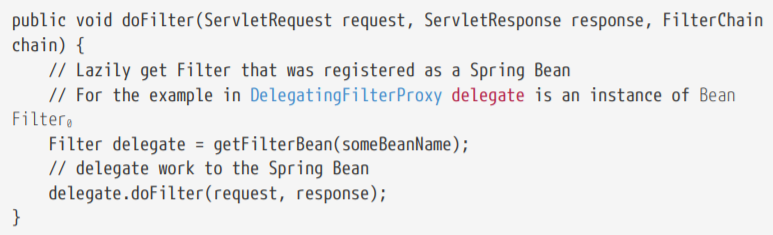 public void doFilter(ServletRequest request, ServletResponse response, FilterChain
chain) {
    // Lazily get Filter that was registered as a Spring Bean
    // For the example in DelegatingFilterProxy delegate is an instance of Bean
Filter₀
    Filter delegate = getFilterBean(someBeanName);
    // delegate work to the Spring Bean
    delegate.doFilter(request, response);
}